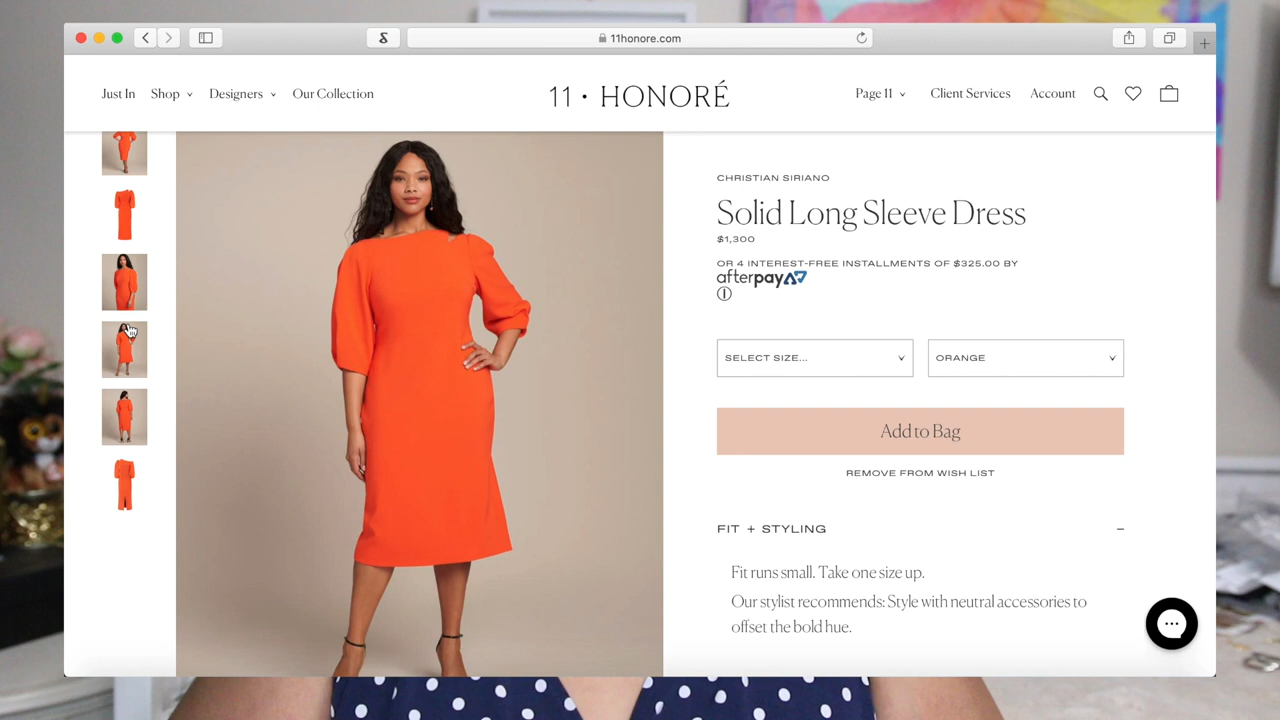 11honore.com
Just In
Shop
Designers
Our Collection
11 • HONORÉ
Page 11
Client Services
Account
CHRISTIAN SIRIANO
Solid Long Sleeve Dress
$1,300
OR 4 INTEREST-FREE INSTALLMENTS OF $325.00 BY
afterpay
SELECT SIZE...
ORANGE
Add to Bag
REMOVE FROM WISH LIST
FIT + STYLING
Fit runs small. Take one size up.
Our stylist recommends: Style with neutral accessories to
offset the bold hue.